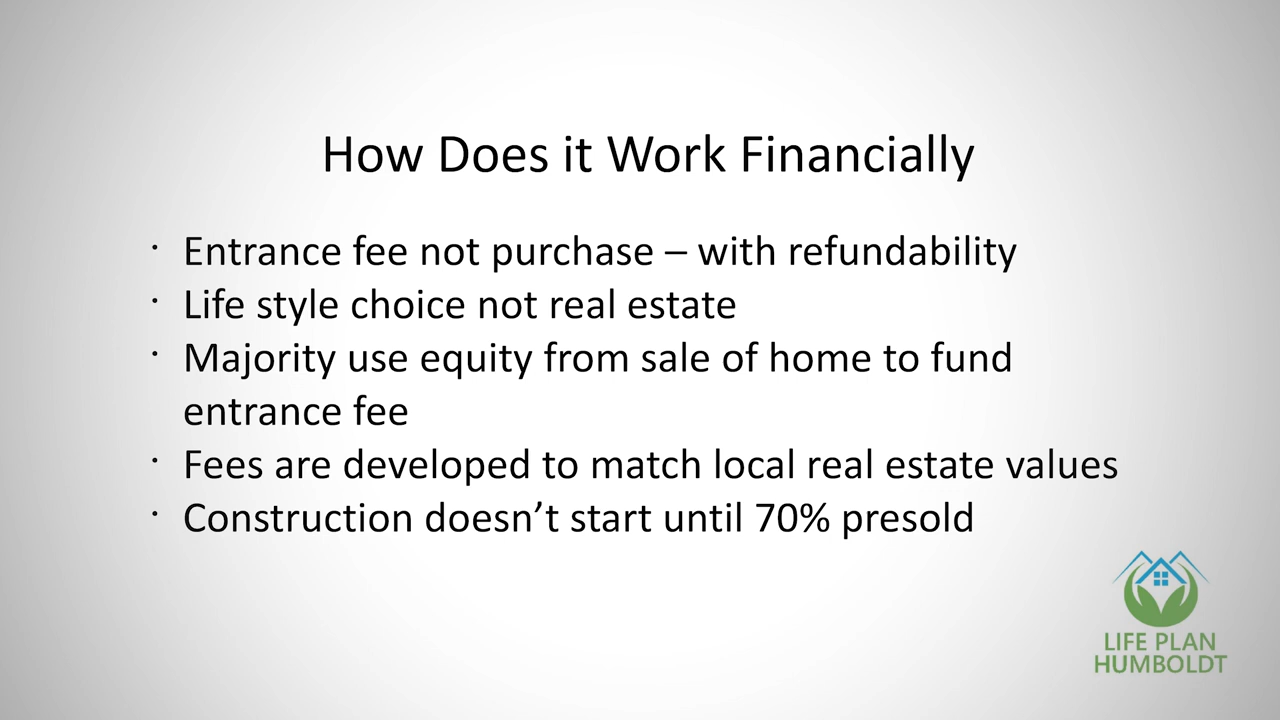 How Does it Work Financially
· Entrance fee not purchase – with refundability
· Life style choice not real estate
· Majority use equity from sale of home to fund
entrance fee
· Fees are developed to match local real estate values
· Construction doesn’t start until 70% presold
LIFE PLAN
HUMBOLDT